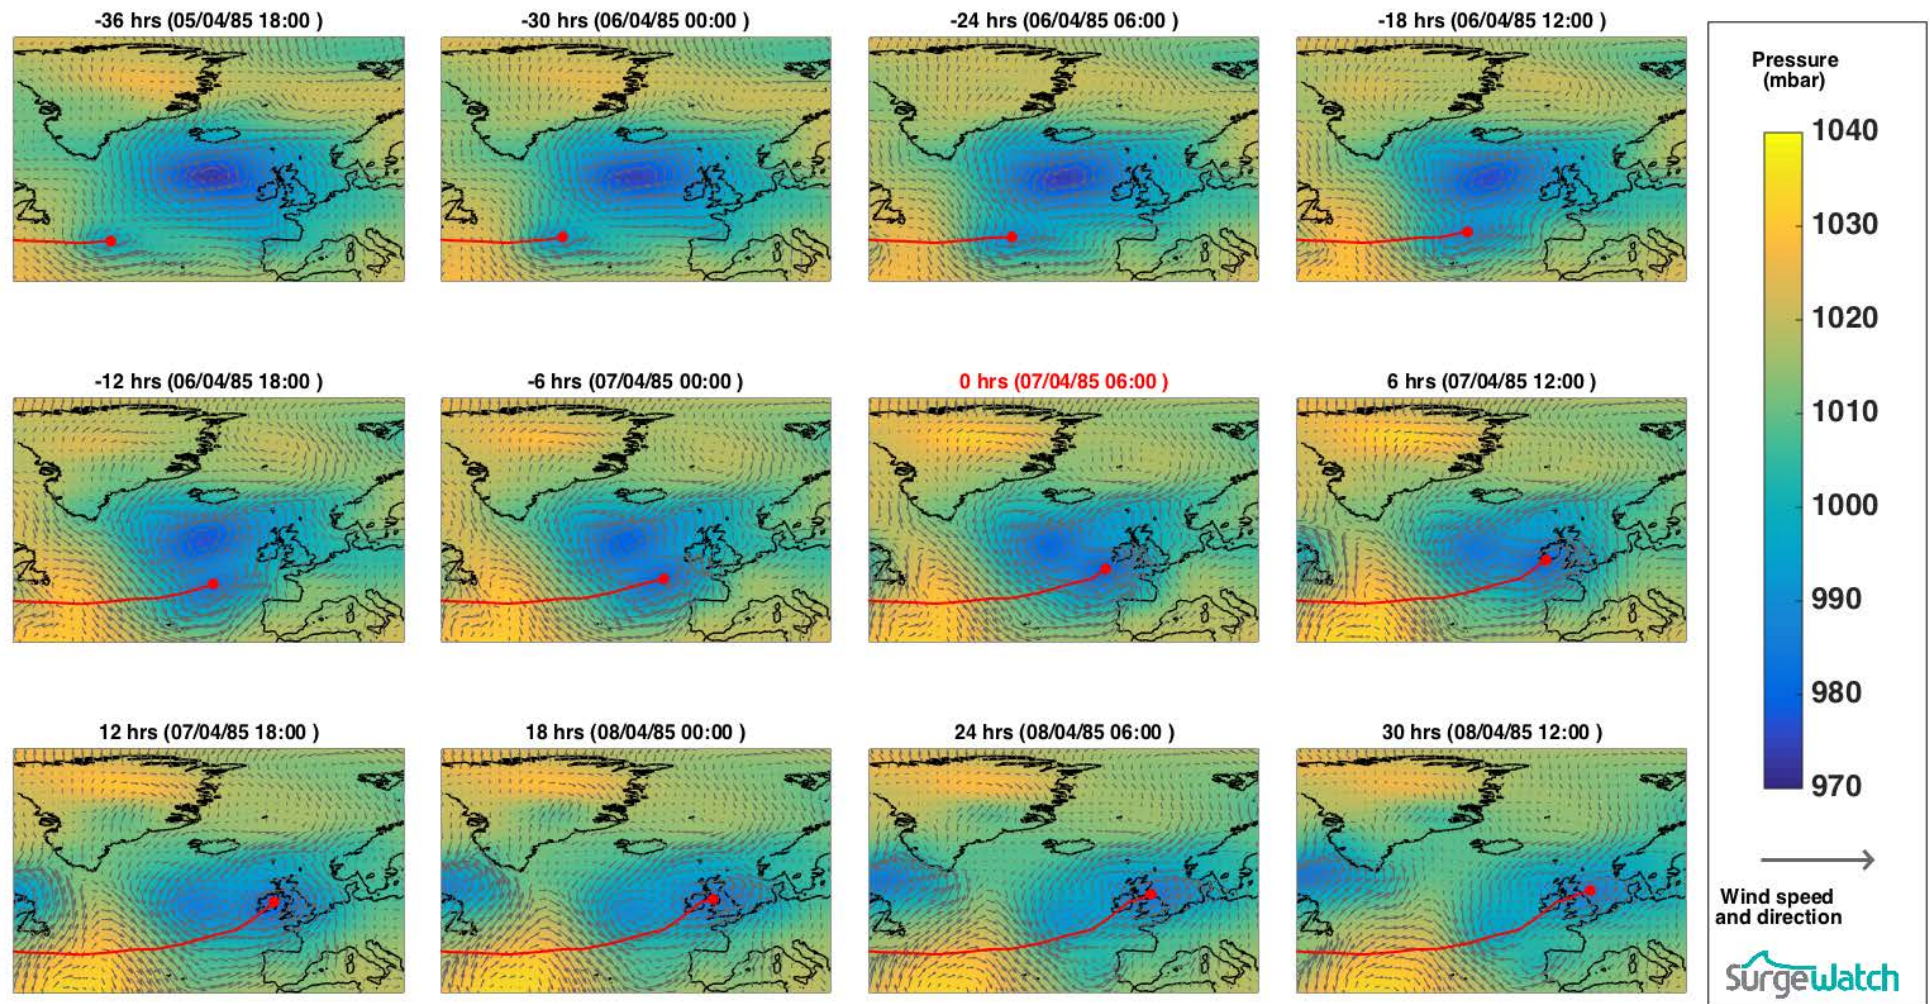 -36 hrs (05/04/85 18:00 )
-30 hrs (06/04/85 00:00 )
-24 hrs (06/04/85 06:00 )
-18 hrs (06/04/85 12:00 )
-12 hrs (06/04/85 18:00 )
-6 hrs (07/04/85 00:00 )
0 hrs (07/04/85 06:00 )
6 hrs (07/04/85 12:00 )
12 hrs (07/04/85 18:00 )
18 hrs (08/04/85 00:00 )
24 hrs (08/04/85 06:00 )
30 hrs (08/04/85 12:00 )
Pressure
(mbar)
1040
1030
1020
1010
1000
990
980
970
Wind speed
and direction
SurgeWatch